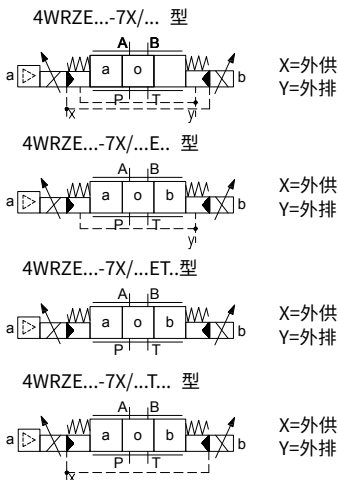 4WRZE...-7X/... 型
A B
a a o b
P T
x y
X=外供
Y=外排
4WRZE...-7X/...E.. 型
A B
a a o b b
P T
y
X=外供
Y=外排
4WRZE...-7X/...ET..型
A B
a a o b b
P T
X=外供
Y=外排
4WRZE...-7X/...T... 型
A B
a a o b b
P T
x
X=外供
Y=外排